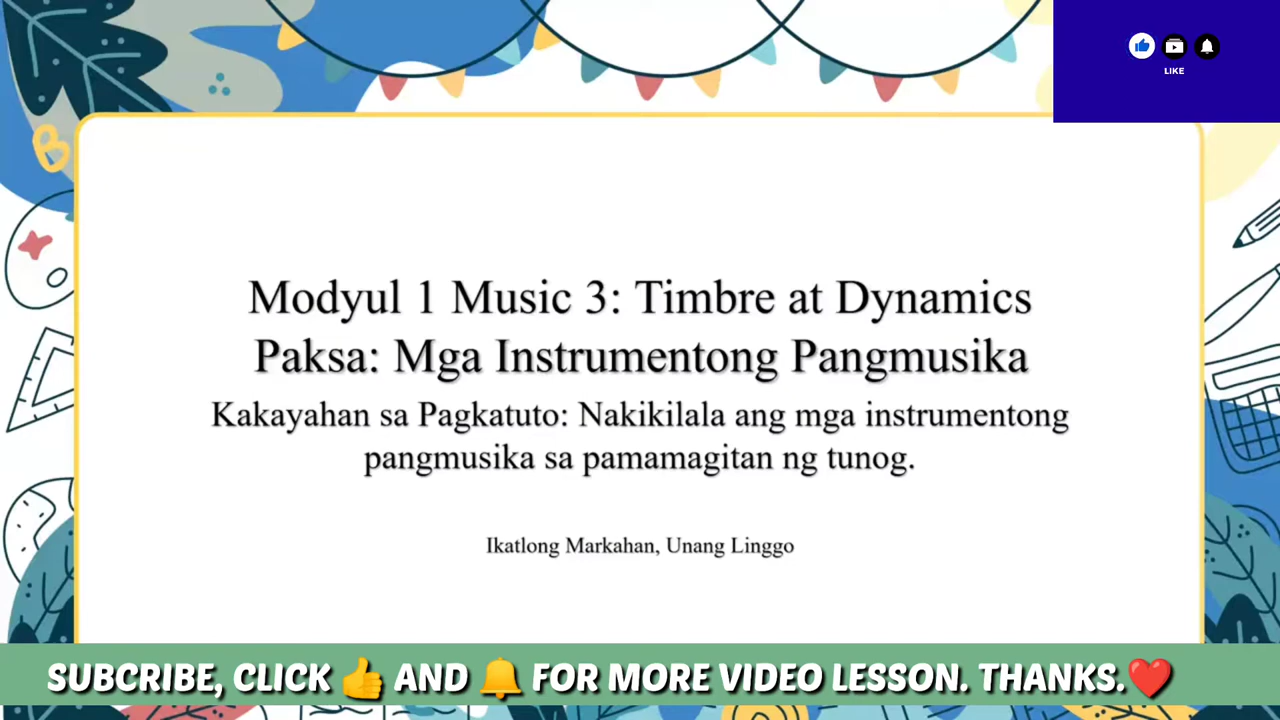 LIKE
B
Modyul 1 Music 3: Timbre at Dynamics
Paksa: Mga Instrumentong Pangmusika
Kakayahan sa Pagkatuto: Nakikilala ang mga instrumentong
pangmusika sa pamamagitan ng tunog.
Ikatlong Markahan, Unang Linggo
SUBCRIBE, CLICK 👍 AND 🔔 FOR MORE VIDEO LESSON. THANKS.❤️